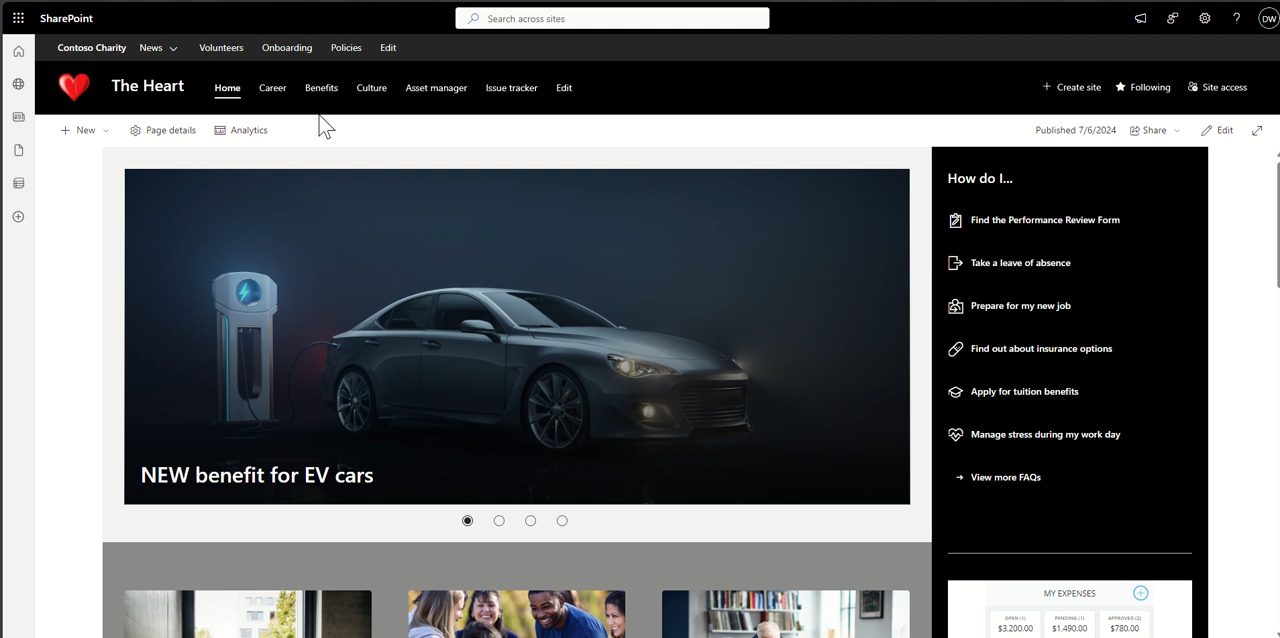 SharePoint
Search across sites
DW
Contoso Charity News Volunteers Onboarding Policies Edit
The Heart Home Career Benefits Culture Asset manager Issue tracker Edit
+ Create site Following Site access
+ New Page details Analytics
Published 7/6/2024 Share Edit
NEW benefit for EV cars
How do I...
Find the Performance Review Form
Take a leave of absence
Prepare for my new job
Find out about insurance options
Apply for tuition benefits
Manage stress during my work day
→ View more FAQs
MY EXPENSES
OPEN (1) PENDING (1) APPROVED (2)
$3,200.00 $1,490.00 $780.00